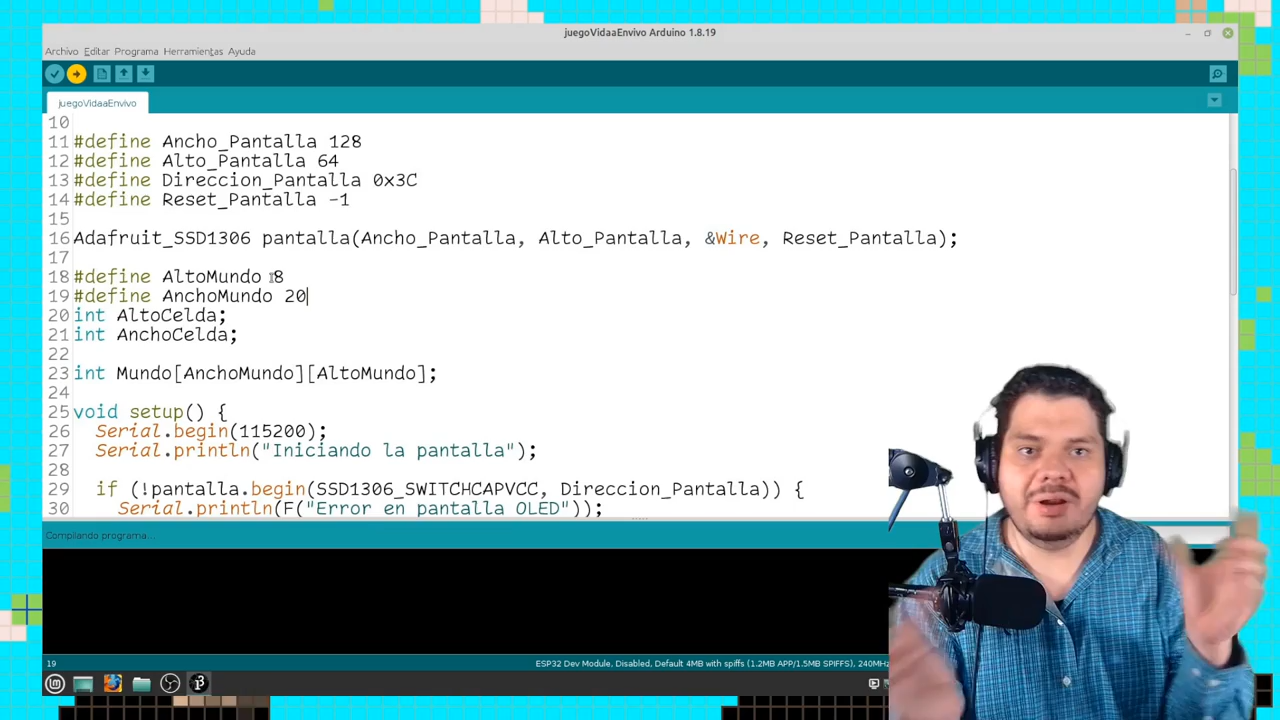 juegoVidaaEnvivo Arduino 1.8.19
Archivo Editar Programa Herramientas Ayuda
juegoVidaaEnvivo
10
11 #define Ancho_Pantalla 128
12 #define Alto_Pantalla 64
13 #define Direccion_Pantalla 0x3C
14 #define Reset_Pantalla -1
15
16 Adafruit_SSD1306 pantalla(Ancho_Pantalla, Alto_Pantalla, &Wire, Reset_Pantalla);
17
18 #define AltoMundo 8
19 #define AnchoMundo 20
20 int AltoCelda;
21 int AnchoCelda;
22
23 int Mundo[AnchoMundo][AltoMundo];
24
25 void setup() {
26 Serial.begin(115200);
27 Serial.println("Iniciando la pantalla");
28
29 if (!pantalla.begin(SSD1306_SWITCHCAPVCC, Direccion_Pantalla)) {
30 Serial.println(F("Error en pantalla OLED"));
Compilando programa...
19 ESP32 Dev Module, Disabled, Default 4MB with spiffs (1.2MB APP/1.5MB SPIFFS), 240MHz